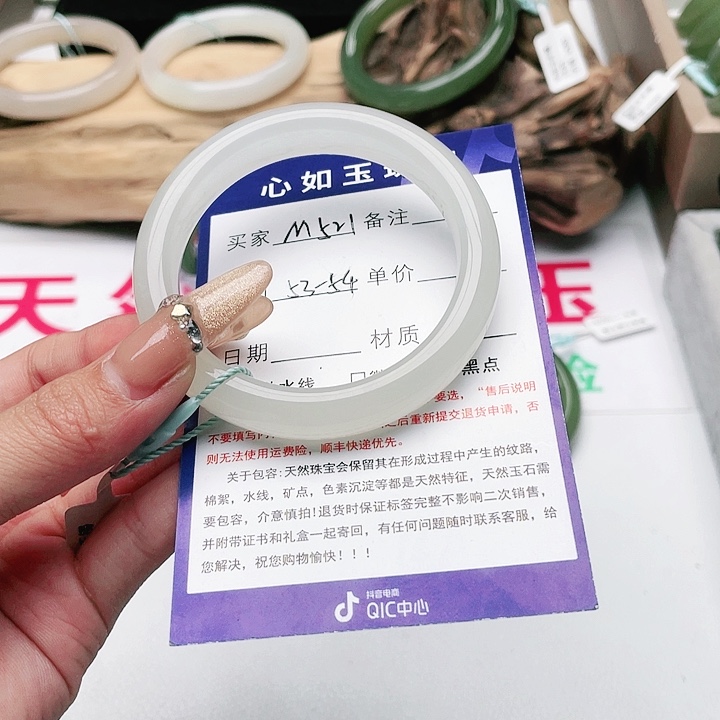 心如玉珠
买家 M521 备注
53-54 单价
日期 材质
水线 黑点
要选，"售后说明
不要填写 之后重新提交退货申请，否
则无法使用运费险，顺丰快递优先。
关于包容：天然珠宝会保留其在形成过程中产生的纹路，
棉絮，水线，矿点，色素沉淀等都是天然特征，天然玉石需
要包容，介意慎拍!退货时保证标签完整不影响二次销售，
并附带证书和礼盒一起寄回，有任何问题随时联系客服，给
您解决，祝您购物愉快！！！
抖音电商
QIC中心
天然
玉